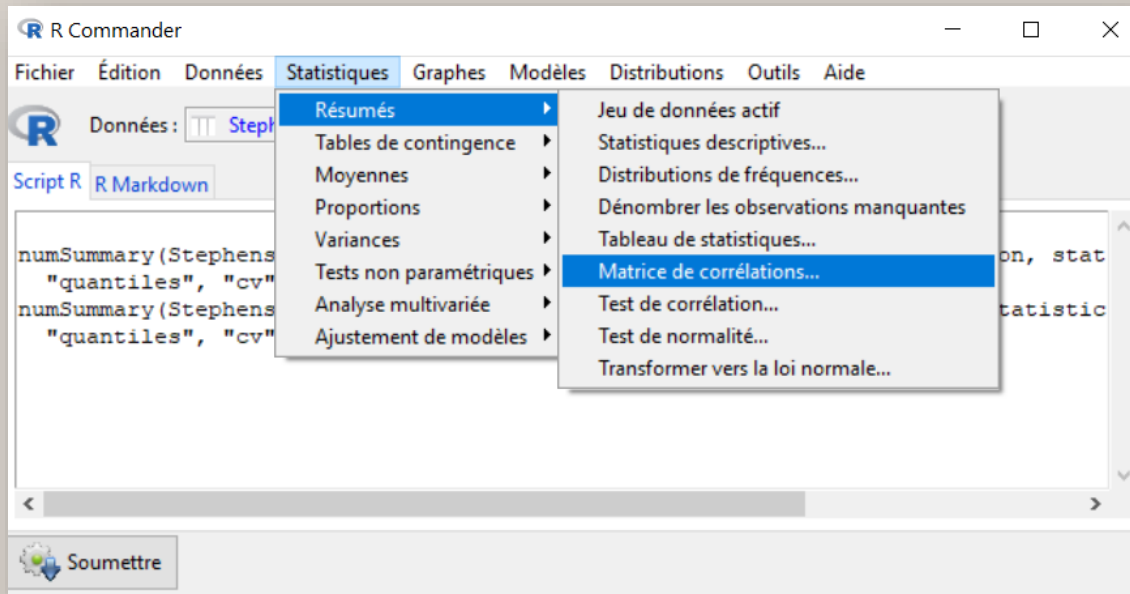 R Commander
Fichier Édition Données Statistiques Graphes Modèles Distributions Outils Aide
R Données : Steph
Script R R Markdown
Résumés
Tables de contingence
Moyennes
Proportions
Variances
Tests non paramétriques
Analyse multivariée
Ajustement de modèles
Jeu de données actif
Statistiques descriptives...
Distributions de fréquences...
Dénombrer les observations manquantes
Tableau de statistiques...
Matrice de corrélations...
Test de corrélation...
Test de normalité...
Transformer vers la loi normale...
numSummary(Stephens on, stat
"quantiles", "cv"
numSummary(Stephens tatistic
"quantiles", "cv"
Soumettre